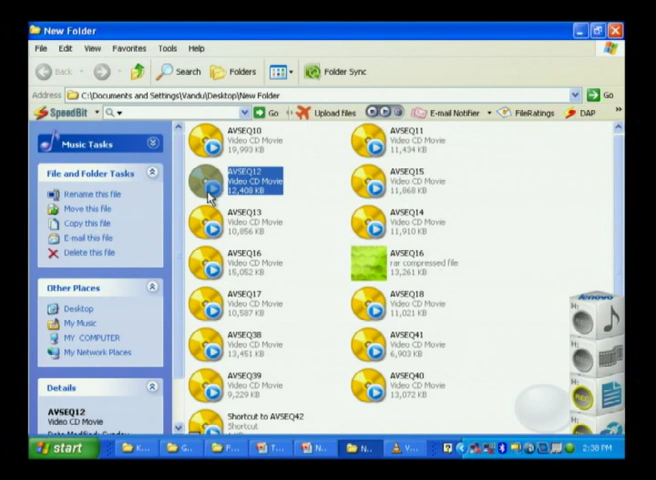 New Folder
File Edit View Favorites Tools Help
Back Search Folders Folder Sync
Address C:\Documents and Settings\Vandu\Desktop\New Folder Go
SpeedBit Go Upload files E-mail Notifier FileRatings DAP
Music Tasks
File and Folder Tasks
Rename this file
Move this file
Copy this file
E-mail this file
Delete this file
Other Places
Desktop
My Music
MY COMPUTER
My Network Places
Details
AVSEQ12
Video CD Movie
AVSEQ10
Video CD Movie
19,993 KB
AVSEQ11
Video CD Movie
11,434 KB
AVSEQ12
Video CD Movie
12,408 KB
AVSEQ15
Video CD Movie
11,868 KB
AVSEQ13
Video CD Movie
10,856 KB
AVSEQ14
Video CD Movie
11,910 KB
AVSEQ16
Video CD Movie
15,052 KB
AVSEQ16
rar compressed file
13,261 KB
AVSEQ17
Video CD Movie
10,587 KB
AVSEQ18
Video CD Movie
11,021 KB
AVSEQ38
Video CD Movie
13,451 KB
AVSEQ41
Video CD Movie
6,903 KB
AVSEQ39
Video CD Movie
9,229 KB
AVSEQ40
Video CD Movie
13,072 KB
Shortcut to AVSEQ42
Shortcut
lenovo
start K... G... F... T... N... N... V... 2:38 PM